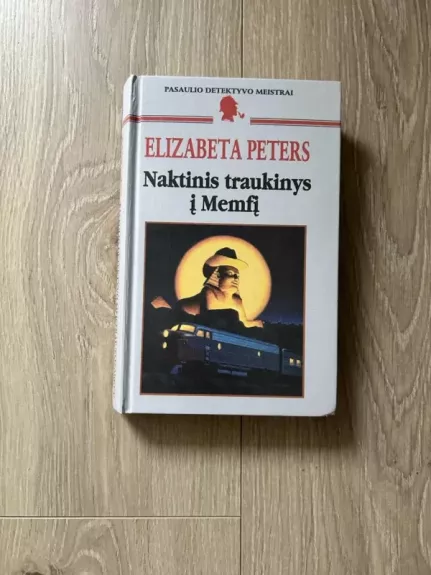 PASAULIO DETEKTYVO MEISTRAI
ELIZABETA PETERS
Naktinis traukinys
į Memfį